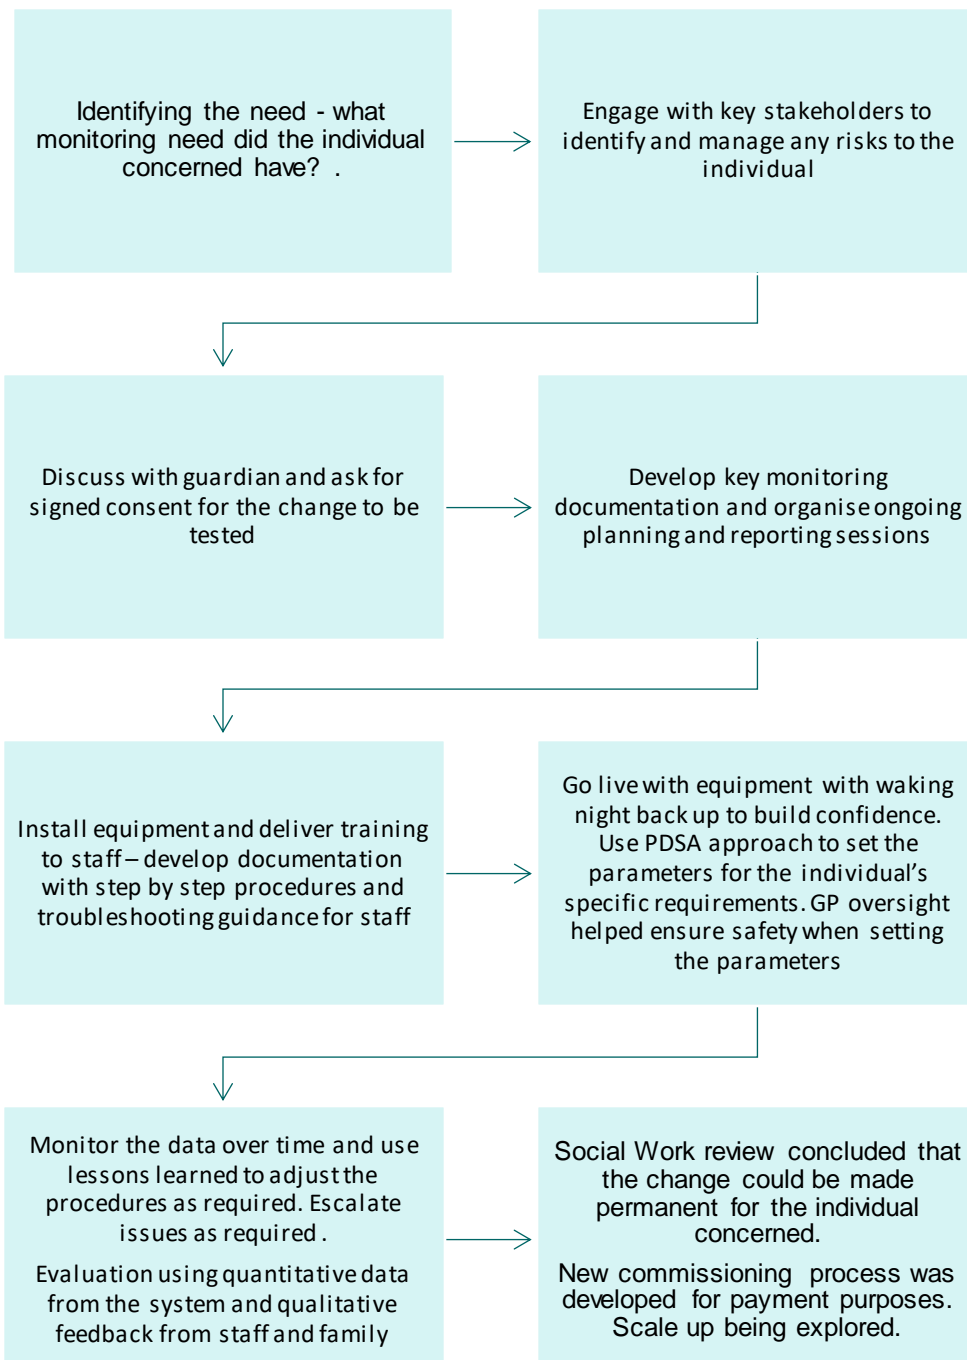 Identifying the need - what
monitoring need did the individual
concerned have? .
Engage with key stakeholders to
identify and manage any risks to the
individual
Discuss with guardian and ask for
signed consent for the change to be
tested
Develop key monitoring
documentation and organise ongoing
planning and reporting sessions
Install equipment and deliver training
to staff – develop documentation
with step by step procedures and
troubleshooting guidance for staff
Go live with equipment with waking
night back up to build confidence.
Use PDSA approach to set the
parameters for the individual’s
specific requirements. GP oversight
helped ensure safety when setting
the parameters
Monitor the data over time and use
lessons learned to adjust the
procedures as required. Escalate
issues as required .
Evaluation using quantitative data
from the system and qualitative
feedback from staff and family
Social Work review concluded that
the change could be made
permanent for the individual
concerned.
New commissioning process was
developed for payment purposes.
Scale up being explored.